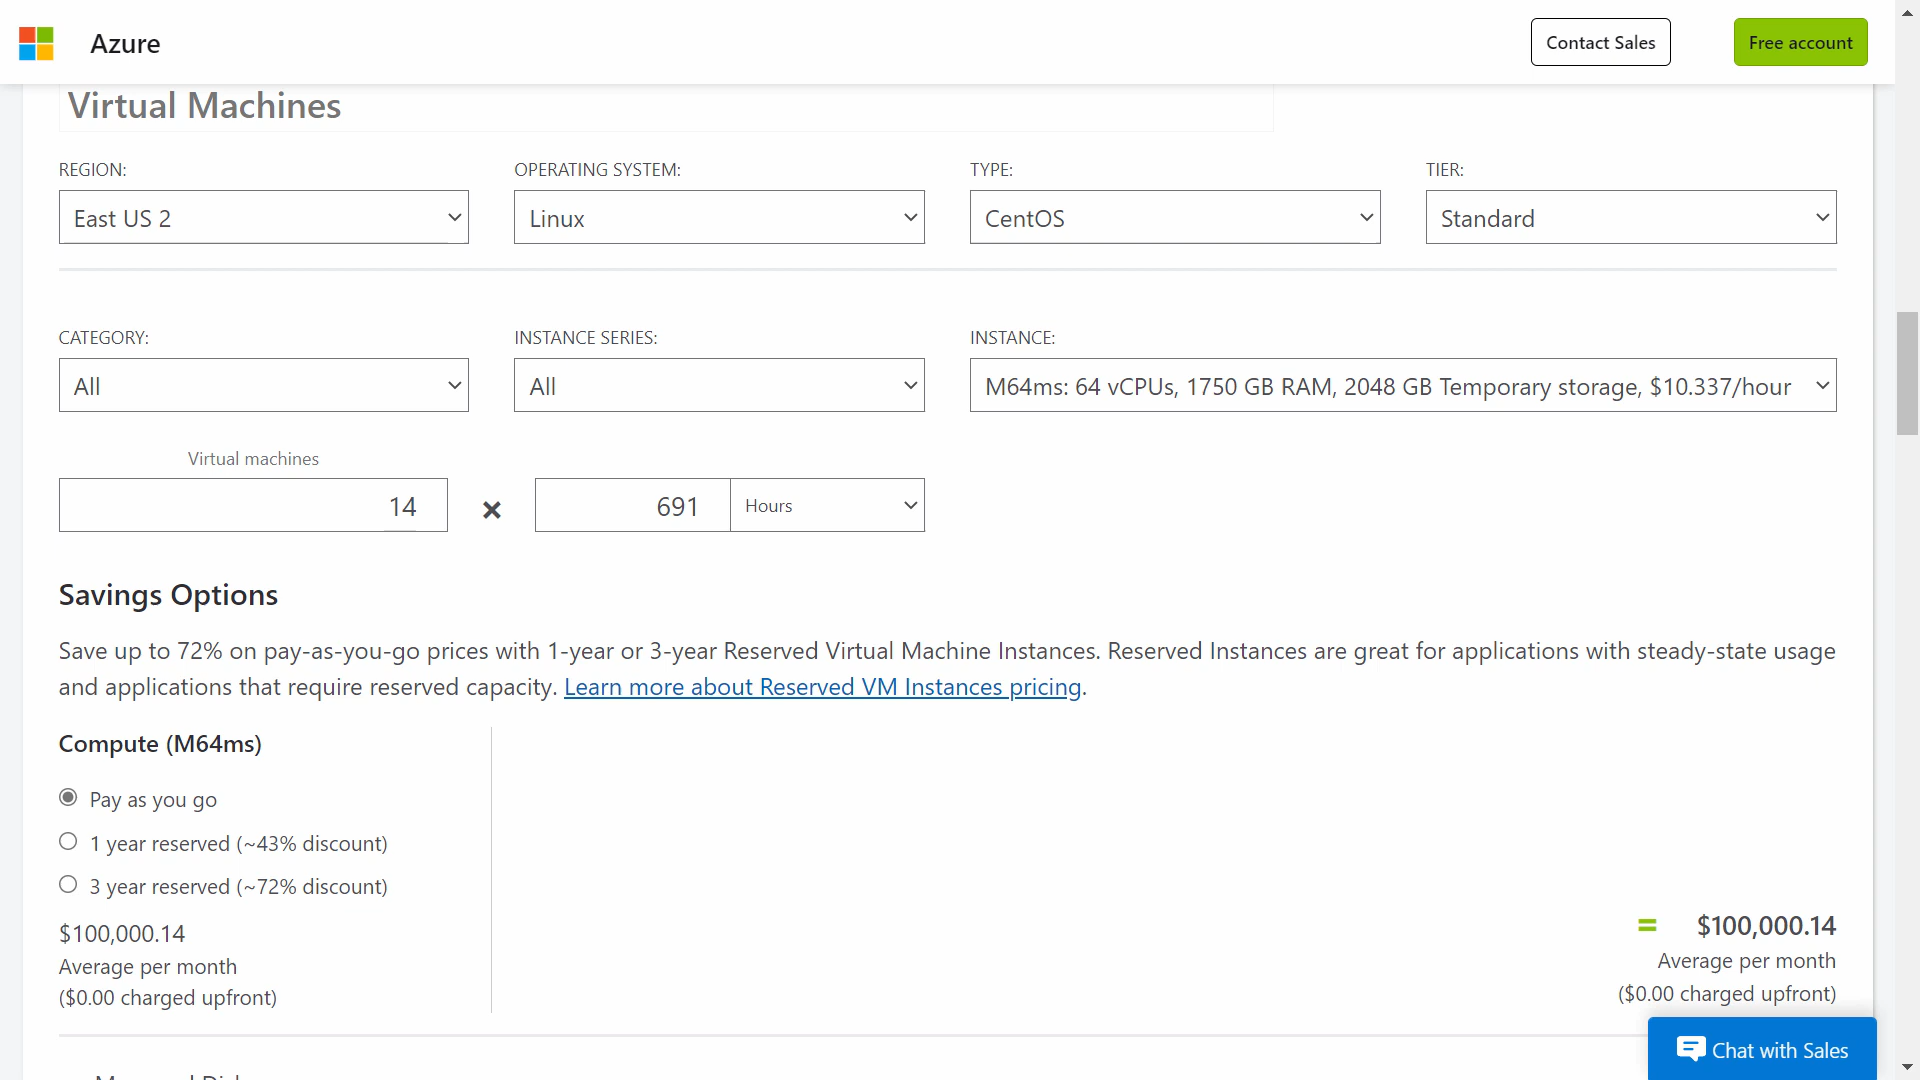 Azure
Contact Sales
Free account
Virtual Machines
REGION:
OPERATING SYSTEM:
TYPE:
TIER:
East US 2
Linux
CentOS
Standard
CATEGORY:
INSTANCE SERIES:
INSTANCE:
All
All
M64ms: 64 vCPUs, 1750 GB RAM, 2048 GB Temporary storage, $10.337/hour
Virtual machines
14
691
Hours
Savings Options
Save up to 72% on pay-as-you-go prices with 1-year or 3-year Reserved Virtual Machine Instances. Reserved Instances are great for applications with steady-state usage
and applications that require reserved capacity. Learn more about Reserved VM Instances pricing.
Compute (M64ms)
Pay as you go
1 year reserved (~43% discount)
3 year reserved (~72% discount)
$100,000.14
Average per month
($0.00 charged upfront)
= $100,000.14
Average per month
($0.00 charged upfront)
Chat with Sales